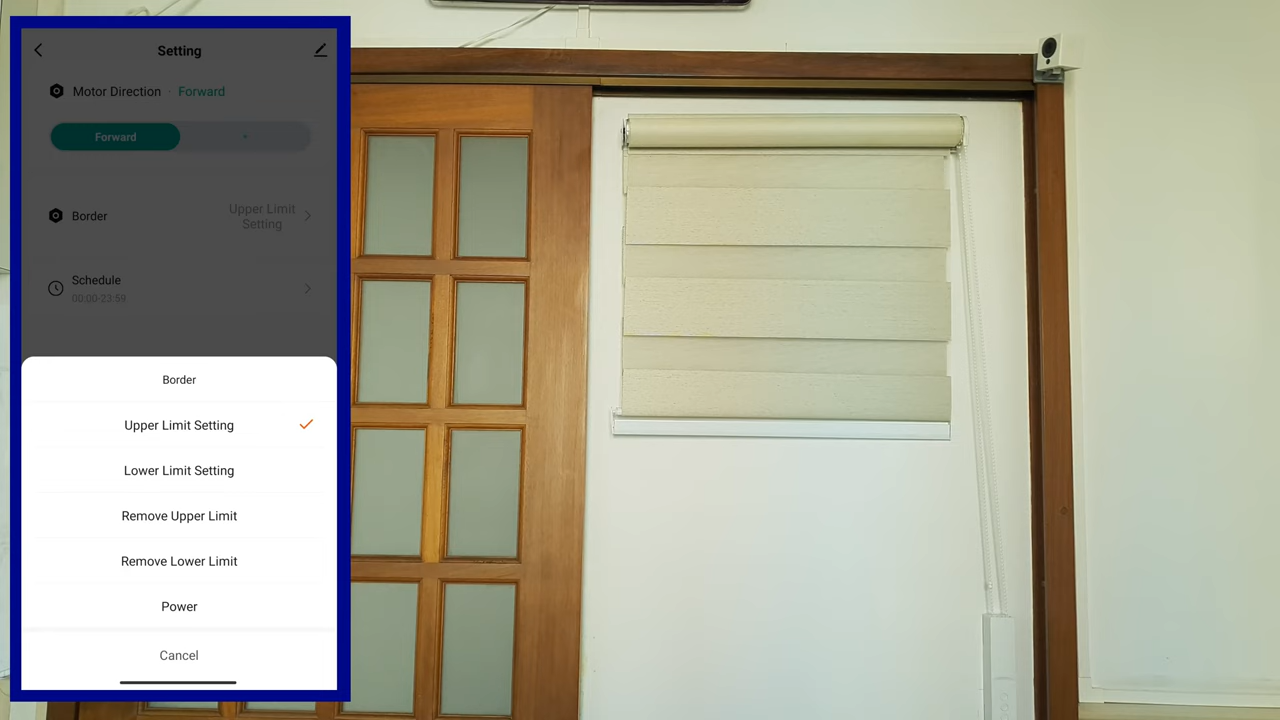 Setting
Motor Direction · Forward
Forward
Border
Upper Limit
Setting
Schedule
00:00-23:59
Border
Upper Limit Setting
Lower Limit Setting
Remove Upper Limit
Remove Lower Limit
Power
Cancel